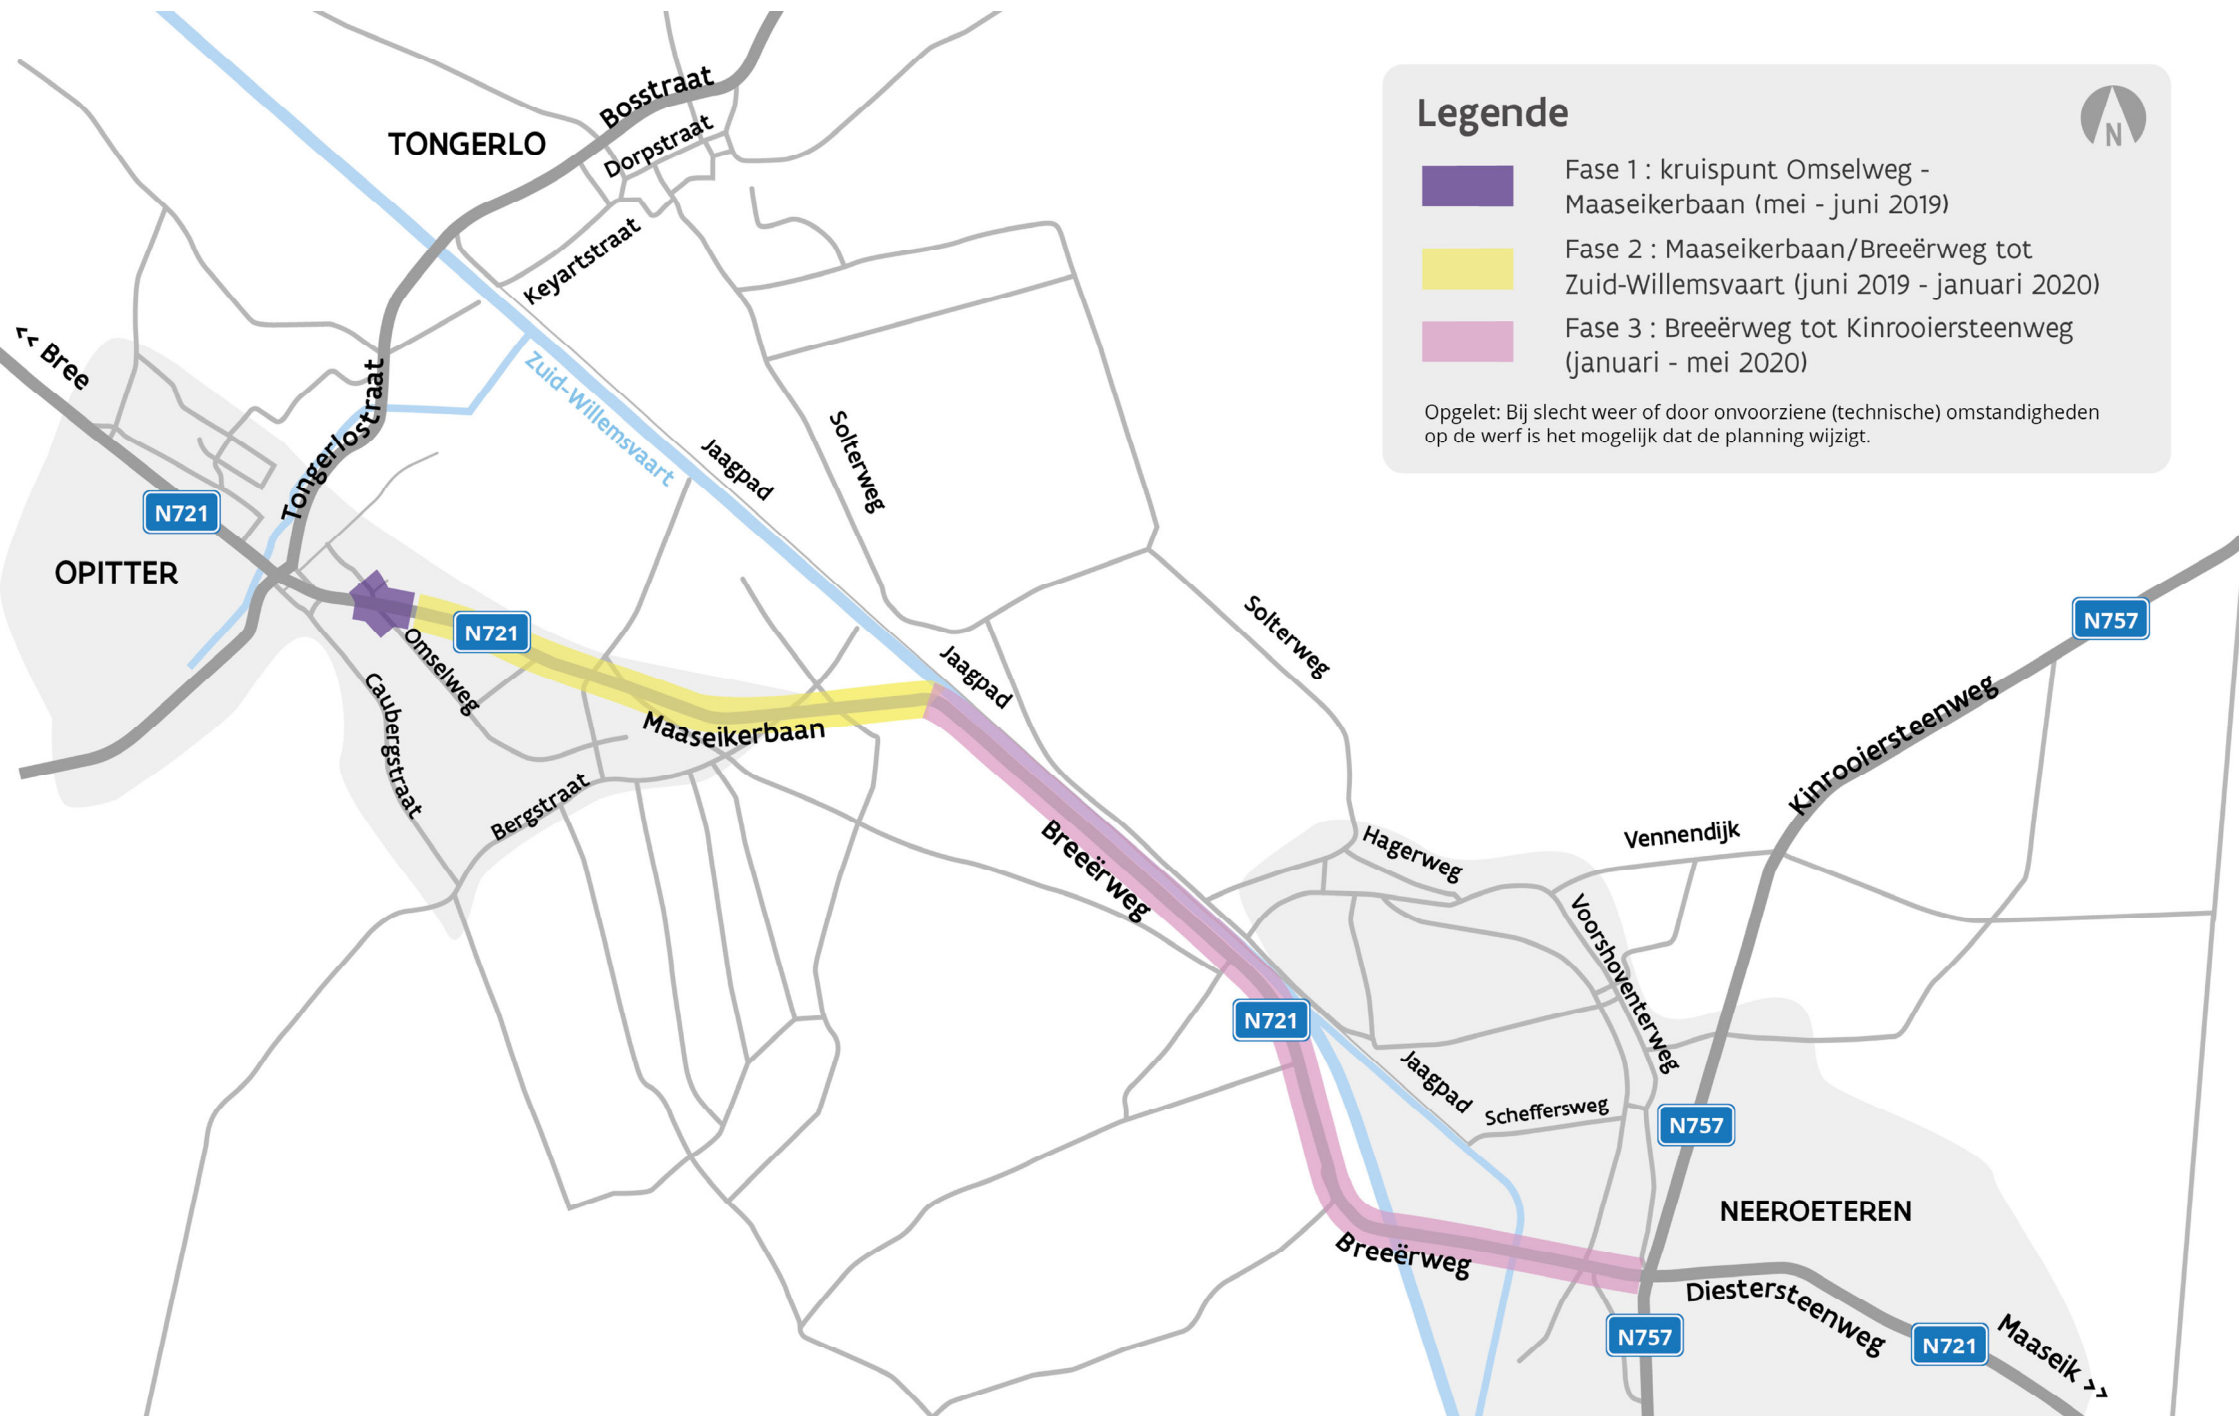 Bosstraat
TONGERLO
Dorpstraat
Keyartstraat
<< Bree
Tongerlostraat
Zuid-Willemsvaart
Jaagpad
Solterweg
N721
OPITTER
N721
Omselweg
Caubergstraat
Maaseikerbaan
Bergstraat
Jaagpad
Solterweg
Breeërweg
Hagerweg
Vennendijk
Kinrooiersteenweg
N757
Voorshoventerweg
N721
Jaagpad
Scheffersweg
N757
NEEROETEREN
Breeërweg
Diestersteenweg
N757
N721
Maaseik >>
Legende
N
Fase 1 : kruispunt Omselweg -
Maaseikerbaan (mei - juni 2019)
Fase 2 : Maaseikerbaan/Breeërweg tot
Zuid-Willemsvaart (juni 2019 - januari 2020)
Fase 3 : Breeërweg tot Kinrooiersteenweg
(januari - mei 2020)
Opgelet: Bij slecht weer of door onvoorziene (technische) omstandigheden
op de werf is het mogelijk dat de planning wijzigt.